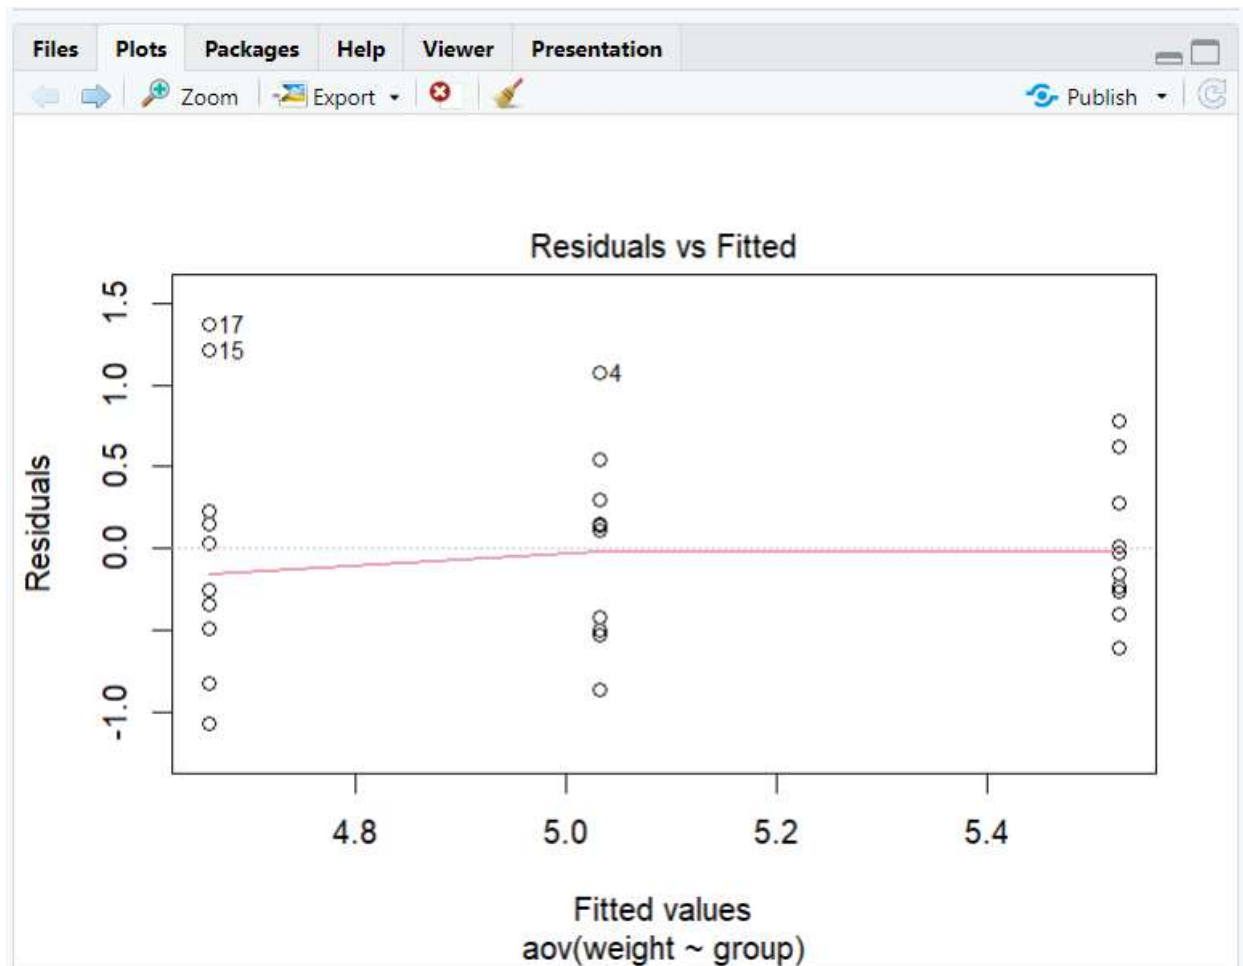 Files Plots Packages Help Viewer Presentation
Zoom Export Publish
Residuals vs Fitted
1.5
17
15
1.0
4
0.5
Residuals
0.0
-1.0
4.8 5.0 5.2 5.4
Fitted values
aov(weight ~ group)